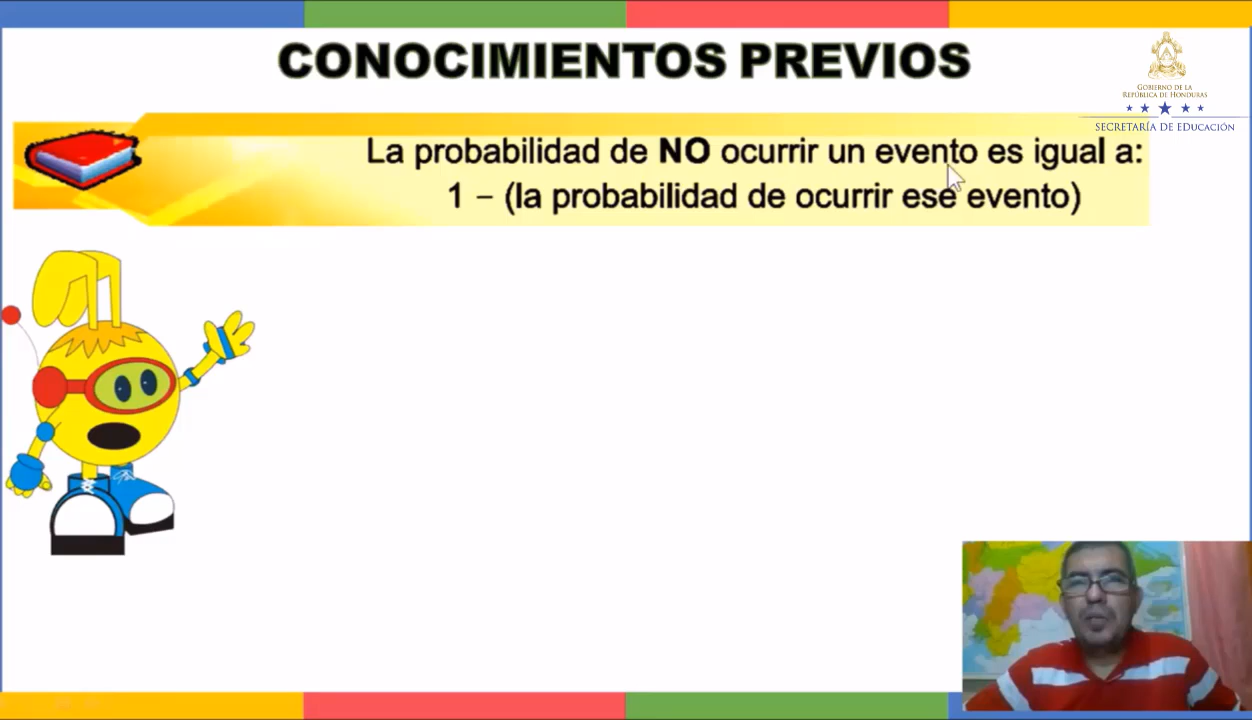 CONOCIMIENTOS PREVIOS
GOBIERNO DE LA
REPÚBLICA DE HONDURAS
SECRETARÍA DE EDUCACIÓN
La probabilidad de NO ocurrir un evento es igual a:
1 – (la probabilidad de ocurrir ese evento)